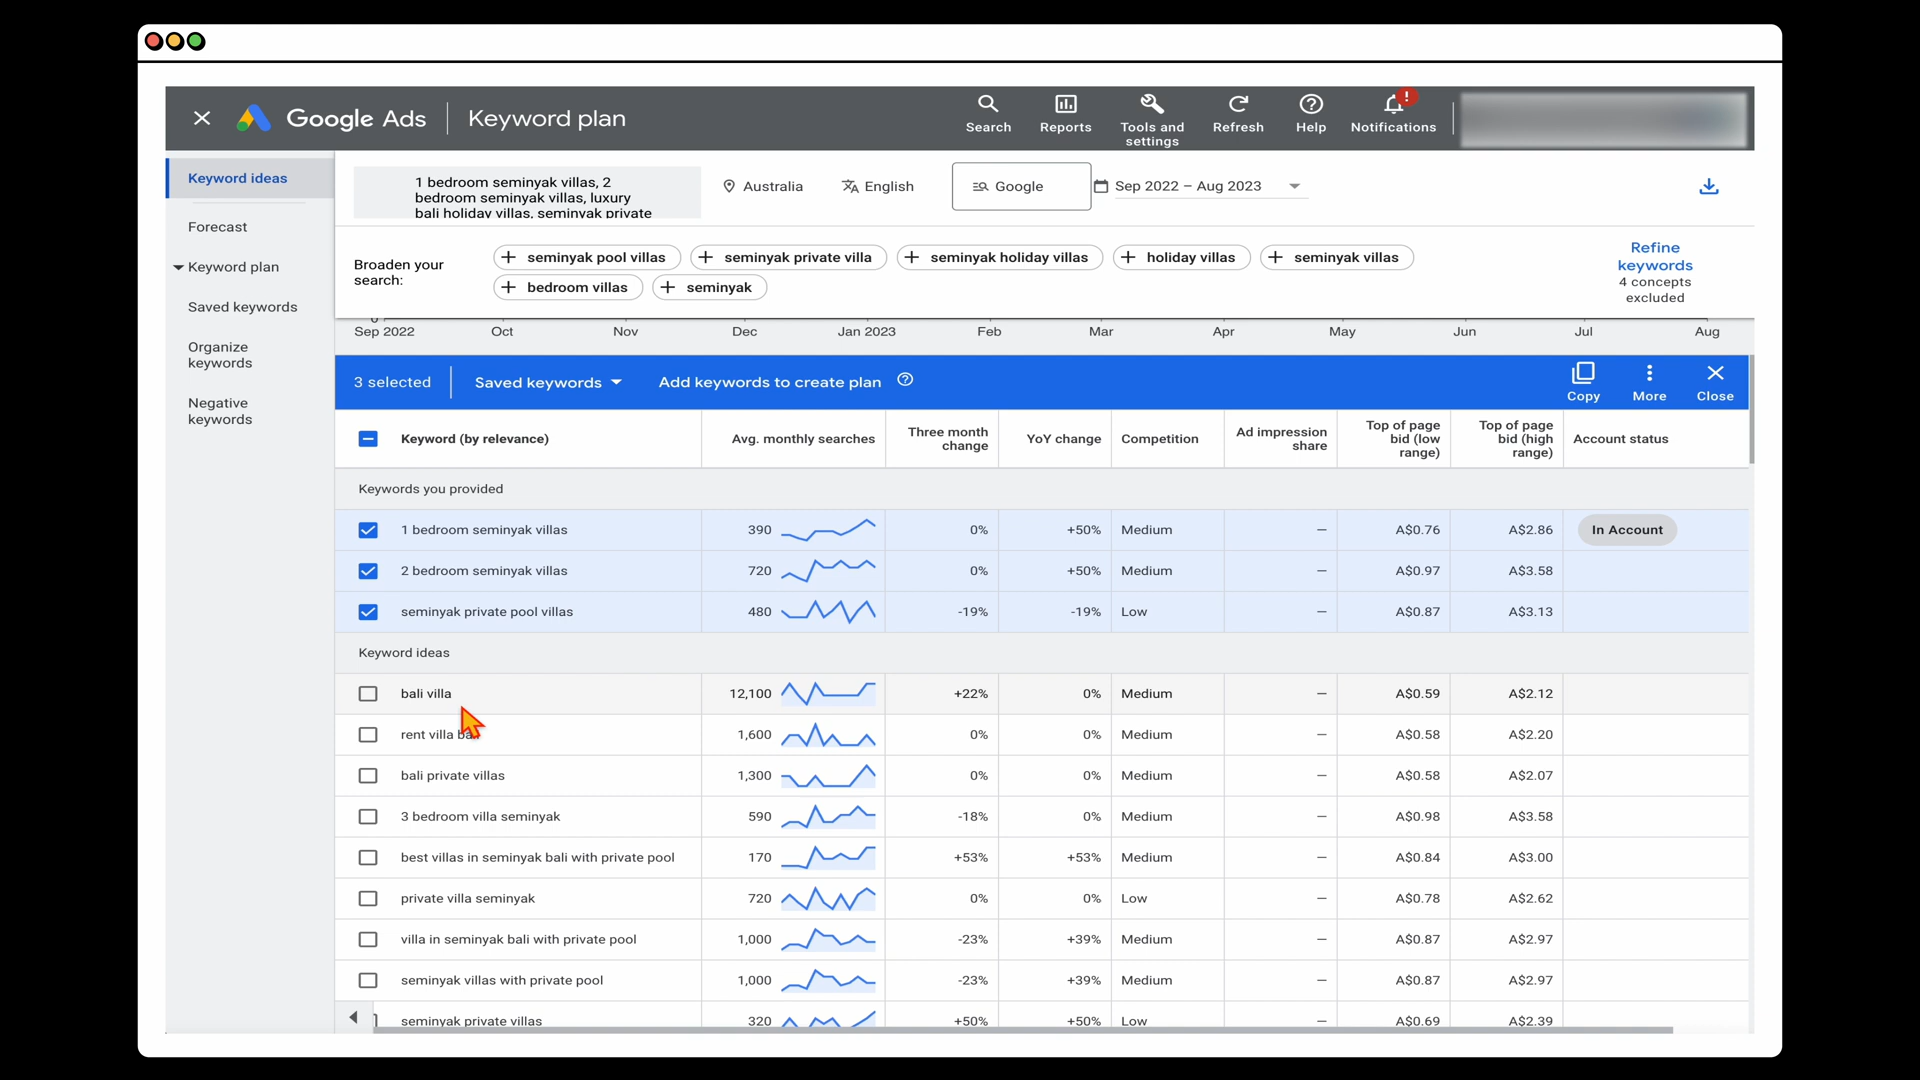 Google Ads
Keyword plan
Search
Reports
Tools and
settings
Refresh
Help
!
Notifications
Keyword ideas
Forecast
Keyword plan
Saved keywords
Organize
keywords
Negative
keywords
1 bedroom seminyak villas, 2
bedroom seminyak villas, luxury
bali holiday villas, seminyak private
Australia
English
Google
Sep 2022 – Aug 2023
Broaden your
search:
seminyak pool villas
seminyak private villa
seminyak holiday villas
holiday villas
seminyak villas
bedroom villas
seminyak
Refine
keywords
4 concepts
excluded
0
Sep 2022 Oct Nov Dec Jan 2023 Feb Mar Apr May Jun Jul Aug
3 selected
Saved keywords
Add keywords to create plan
Copy
More
Close
Keyword (by relevance)
Avg. monthly searches
Three month
change
YoY change
Competition
Ad impression
share
Top of page
bid (low
range)
Top of page
bid (high
range)
Account status
Keywords you provided
1 bedroom seminyak villas 390 0% +50% Medium – A$0.76 A$2.86 In Account
2 bedroom seminyak villas 720 0% +50% Medium – A$0.97 A$3.58
seminyak private pool villas 480 -19% -19% Low – A$0.87 A$3.13
Keyword ideas
bali villa 12,100 +22% 0% Medium – A$0.59 A$2.12
rent villa bali 1,600 0% 0% Medium – A$0.58 A$2.20
bali private villas 1,300 0% 0% Medium – A$0.58 A$2.07
3 bedroom villa seminyak 590 -18% 0% Medium – A$0.98 A$3.58
best villas in seminyak bali with private pool 170 +53% +53% Medium – A$0.84 A$3.00
private villa seminyak 720 0% 0% Low – A$0.78 A$2.62
villa in seminyak bali with private pool 1,000 -23% +39% Medium – A$0.87 A$2.97
seminyak villas with private pool 1,000 -23% +39% Medium – A$0.87 A$2.97
seminyak private villas 320 +50% +50% Low – A$0.69 A$2.39